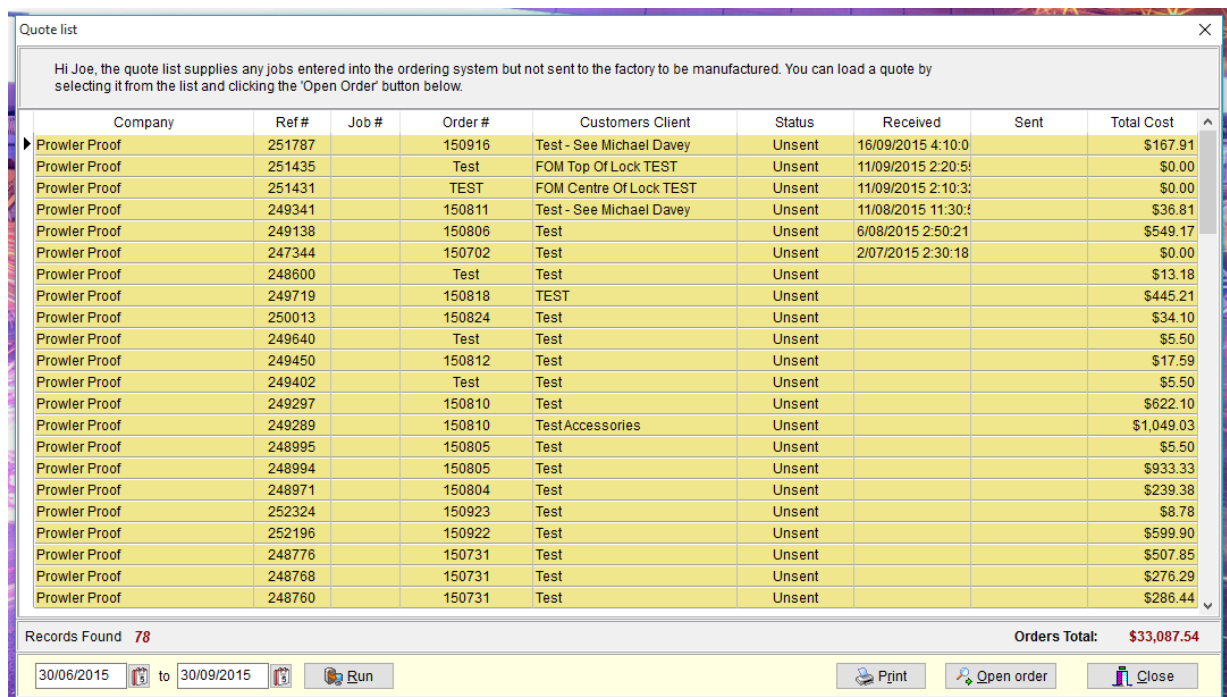 Quote list
Hi Joe, the quote list supplies any jobs entered into the ordering system but not sent to the factory to be manufactured. You can load a quote by
selecting it from the list and clicking the 'Open Order' button below.
Company Ref# Job# Order# Customers Client Status Received Sent Total Cost
Prowler Proof 251787 150916 Test - See Michael Davey Unsent 16/09/2015 4:10:0 $167.91
Prowler Proof 251435 Test FOM Top Of Lock TEST Unsent 11/09/2015 2:20:5 $0.00
Prowler Proof 251431 TEST FOM Centre Of Lock TEST Unsent 11/09/2015 2:10:3 $0.00
Prowler Proof 249341 150811 Test - See Michael Davey Unsent 11/08/2015 11:30: $36.81
Prowler Proof 249138 150806 Test Unsent 6/08/2015 2:50:21 $549.17
Prowler Proof 247344 150702 Test Unsent 2/07/2015 2:30:18 $0.00
Prowler Proof 248600 Test Test Unsent $13.18
Prowler Proof 249719 150818 TEST Unsent $445.21
Prowler Proof 250013 150824 Test Unsent $34.10
Prowler Proof 249640 Test Test Unsent $5.50
Prowler Proof 249450 150812 Test Unsent $17.59
Prowler Proof 249402 Test Test Unsent $5.50
Prowler Proof 249297 150810 Test Unsent $622.10
Prowler Proof 249289 150810 Test Accessories Unsent $1,049.03
Prowler Proof 248995 150805 Test Unsent $5.50
Prowler Proof 248994 150805 Test Unsent $933.33
Prowler Proof 248971 150804 Test Unsent $239.38
Prowler Proof 252324 150923 Test Unsent $8.78
Prowler Proof 252196 150922 Test Unsent $599.90
Prowler Proof 248776 150731 Test Unsent $507.85
Prowler Proof 248768 150731 Test Unsent $276.29
Prowler Proof 248760 150731 Test Unsent $286.44
Records Found 78 Orders Total: $33,087.54
30/06/2015 to 30/09/2015 Run Print Open order Close